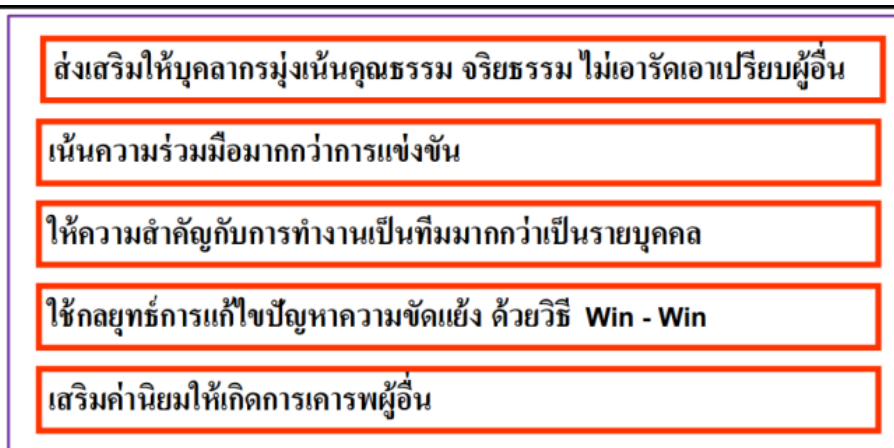 ส่งเสริมให้บุคลากรมุ่งเน้นคุณธรรม จริยธรรม ไม่เอารัดเอาเปรียบผู้อื่น
เน้นความร่วมมือมากกว่าการแข่งขัน
ให้ความสำคัญกับการทำงานเป็นทีมมากกว่าเป็นรายบุคคล
ใช้กลยุทธ์การแก้ไขปัญหาความขัดแย้ง ด้วยวิธี Win - Win
เสริมค่านิยมให้เกิดการเคารพผู้อื่น